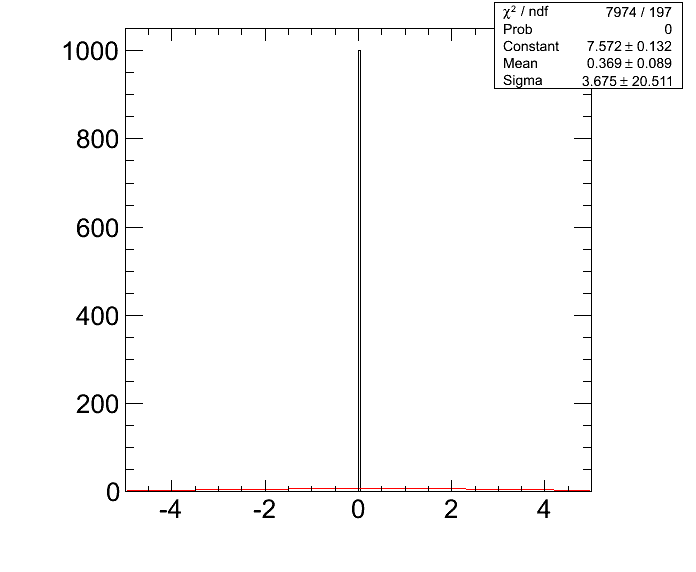 χ² / ndf 7974 / 197
Prob 0
Constant 7.572 ± 0.132
Mean 0.369 ± 0.089
Sigma 3.675 ± 20.511
1000
800
600
400
200
0
-4 -2 0 2 4